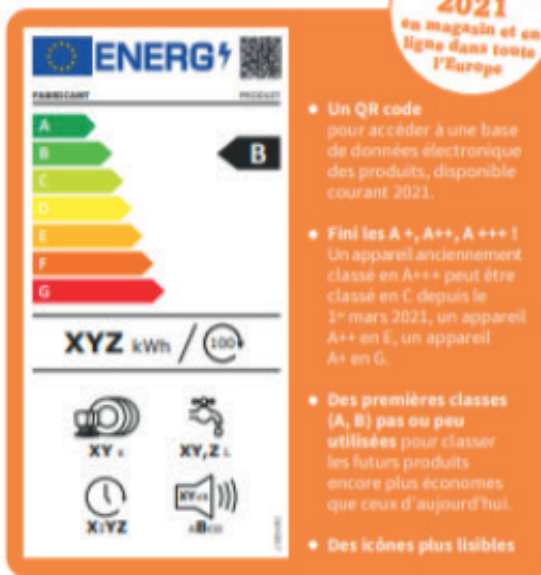 2021
en magasin et en
ligne dans toute
l'Europe
ENERG
FABRICANT PRODUIT
A
B
B
C
D
E
F
G
XYZ kWh / 100
XY
XY,Z L
X:YZ
XY
B
• Un QR code
pour accéder à une base
de données électronique
des produits, disponible
courant 2021.
• Fini les A +, A++, A +++ !
Un appareil anciennement
classé en A+++ peut être
classé en C depuis le
1er mars 2021, un appareil
A++ en E, un appareil
A+ en G.
• Des premières classes
(A, B) pas ou peu
utilisées pour classer
les futurs produits
encore plus économes
que ceux d'aujourd'hui.
• Des icônes plus lisibles